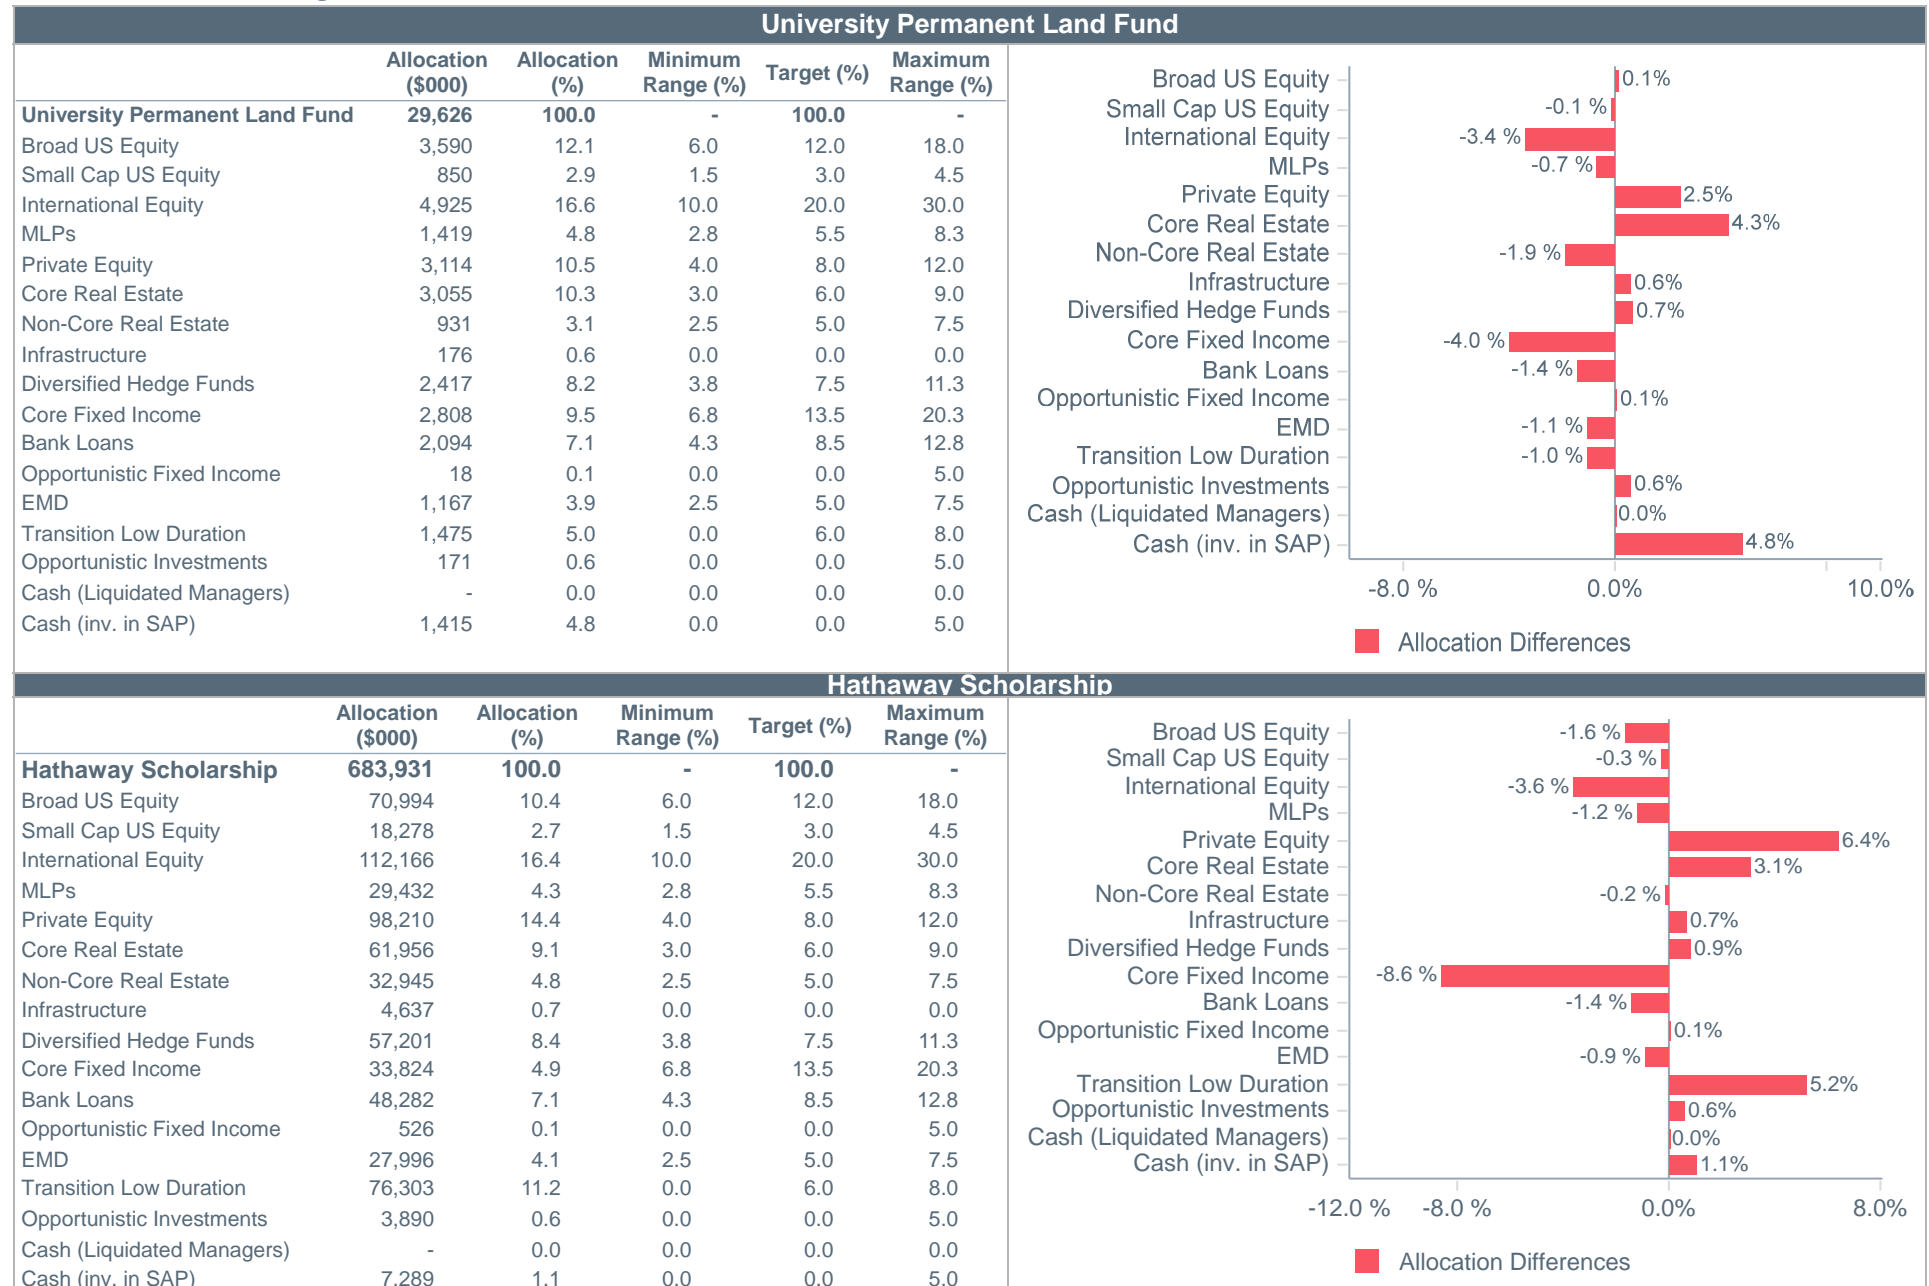 University Permanent Land Fund
Allocation ($000) Allocation (%) Minimum Range (%) Target (%) Maximum Range (%)
University Permanent Land Fund 29,626 100.0 - 100.0 -
Broad US Equity 3,590 12.1 6.0 12.0 18.0
Small Cap US Equity 850 2.9 1.5 3.0 4.5
International Equity 4,925 16.6 10.0 20.0 30.0
MLPs 1,419 4.8 2.8 5.5 8.3
Private Equity 3,114 10.5 4.0 8.0 12.0
Core Real Estate 3,055 10.3 3.0 6.0 9.0
Non-Core Real Estate 931 3.1 2.5 5.0 7.5
Infrastructure 176 0.6 0.0 0.0 0.0
Diversified Hedge Funds 2,417 8.2 3.8 7.5 11.3
Core Fixed Income 2,808 9.5 6.8 13.5 20.3
Bank Loans 2,094 7.1 4.3 8.5 12.8
Opportunistic Fixed Income 18 0.1 0.0 0.0 5.0
EMD 1,167 3.9 2.5 5.0 7.5
Transition Low Duration 1,475 5.0 0.0 6.0 8.0
Opportunistic Investments 171 0.6 0.0 0.0 5.0
Cash (Liquidated Managers) - 0.0 0.0 0.0 0.0
Cash (inv. in SAP) 1,415 4.8 0.0 0.0 5.0
Broad US Equity 0.1%
Small Cap US Equity -0.1 %
International Equity -3.4 %
MLPs -0.7 %
Private Equity 2.5%
Core Real Estate 4.3%
Non-Core Real Estate -1.9 %
Infrastructure 0.6%
Diversified Hedge Funds 0.7%
Core Fixed Income -4.0 %
Bank Loans -1.4 %
Opportunistic Fixed Income 0.1%
EMD -1.1 %
Transition Low Duration -1.0 %
Opportunistic Investments 0.6%
Cash (Liquidated Managers) 0.0%
Cash (inv. in SAP) 4.8%
-8.0 % 0.0% 10.0%
Allocation Differences
Hathaway Scholarship
Allocation ($000) Allocation (%) Minimum Range (%) Target (%) Maximum Range (%)
Hathaway Scholarship 683,931 100.0 - 100.0 -
Broad US Equity 70,994 10.4 6.0 12.0 18.0
Small Cap US Equity 18,278 2.7 1.5 3.0 4.5
International Equity 112,166 16.4 10.0 20.0 30.0
MLPs 29,432 4.3 2.8 5.5 8.3
Private Equity 98,210 14.4 4.0 8.0 12.0
Core Real Estate 61,956 9.1 3.0 6.0 9.0
Non-Core Real Estate 32,945 4.8 2.5 5.0 7.5
Infrastructure 4,637 0.7 0.0 0.0 0.0
Diversified Hedge Funds 57,201 8.4 3.8 7.5 11.3
Core Fixed Income 33,824 4.9 6.8 13.5 20.3
Bank Loans 48,282 7.1 4.3 8.5 12.8
Opportunistic Fixed Income 526 0.1 0.0 0.0 5.0
EMD 27,996 4.1 2.5 5.0 7.5
Transition Low Duration 76,303 11.2 0.0 6.0 8.0
Opportunistic Investments 3,890 0.6 0.0 0.0 5.0
Cash (Liquidated Managers) - 0.0 0.0 0.0 0.0
Cash (inv. in SAP) 7,289 1.1 0.0 0.0 5.0
Broad US Equity -1.6 %
Small Cap US Equity -0.3 %
International Equity -3.6 %
MLPs -1.2 %
Private Equity 6.4%
Core Real Estate 3.1%
Non-Core Real Estate -0.2 %
Infrastructure 0.7%
Diversified Hedge Funds 0.9%
Core Fixed Income -8.6 %
Bank Loans -1.4 %
Opportunistic Fixed Income 0.1%
EMD -0.9 %
Transition Low Duration 5.2%
Opportunistic Investments 0.6%
Cash (Liquidated Managers) 0.0%
Cash (inv. in SAP) 1.1%
-12.0 % -8.0 % 0.0% 8.0%
Allocation Differences